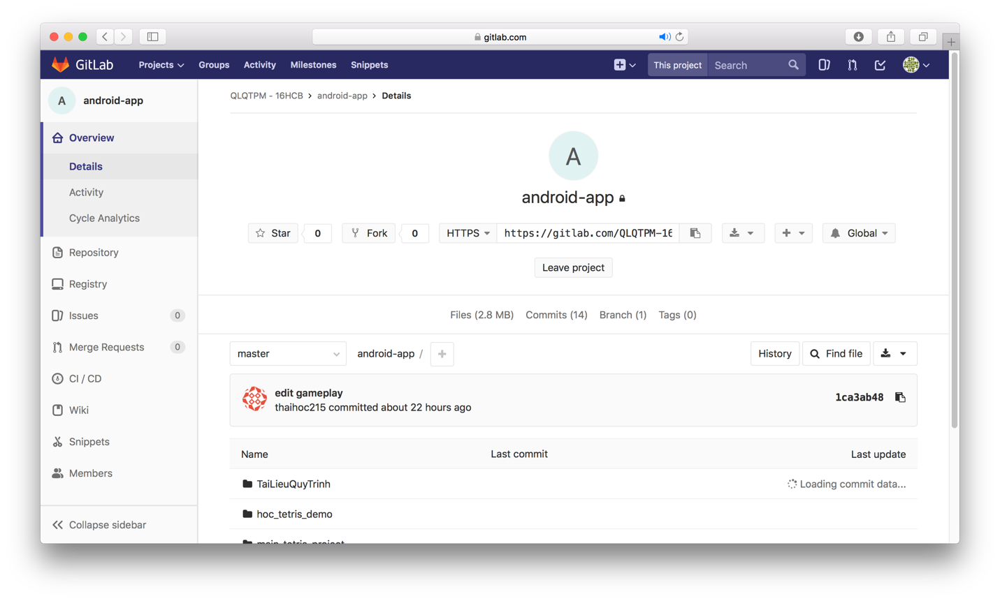 gitlab.com
GitLab Projects Groups Activity Milestones Snippets This project Search
A android-app
Overview
Details
Activity
Cycle Analytics
Repository
Registry
Issues 0
Merge Requests 0
CI / CD
Wiki
Snippets
Members
Collapse sidebar
QLQTPM - 16HCB > android-app > Details
A
android-app
Star 0 Fork 0 HTTPS https://gitlab.com/QLQTPM-16 Global
Leave project
Files (2.8 MB) Commits (14) Branch (1) Tags (0)
master android-app / + History Find file
edit gameplay
thaihoc215 committed about 22 hours ago
1ca3ab48
Name Last commit Last update
TaiLieuQuyTrinh Loading commit data...
hoc_tetris_demo
main_tetris_project